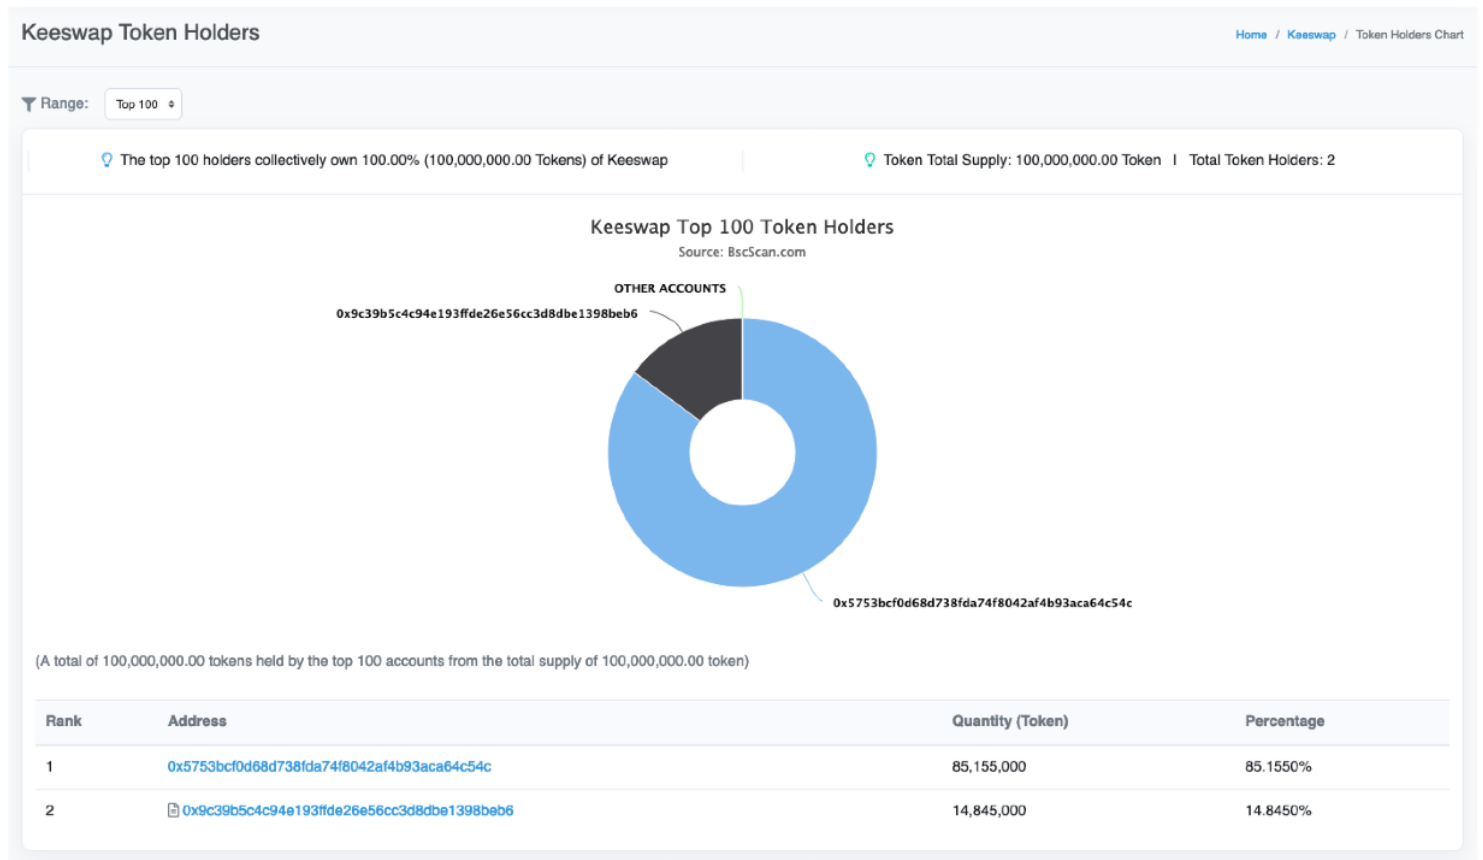 Keeswap Token Holders
Home / Keeswap / Token Holders Chart
Range: Top 100
The top 100 holders collectively own 100.00% (100,000,000.00 Tokens) of Keeswap
Token Total Supply: 100,000,000.00 Token | Total Token Holders: 2
Keeswap Top 100 Token Holders
Source: BscScan.com
OTHER ACCOUNTS
0x9c39b5c4c94e193ffde26e56cc3d8dbe1398beb6
0x5753bcf0d68d738fda74f8042af4b93aca64c54c
(A total of 100,000,000.00 tokens held by the top 100 accounts from the total supply of 100,000,000.00 token)
Rank Address Quantity (Token) Percentage
1 0x5753bcf0d68d738fda74f8042af4b93aca64c54c 85,155,000 85.1550%
2 0x9c39b5c4c94e193ffde26e56cc3d8dbe1398beb6 14,845,000 14.8450%